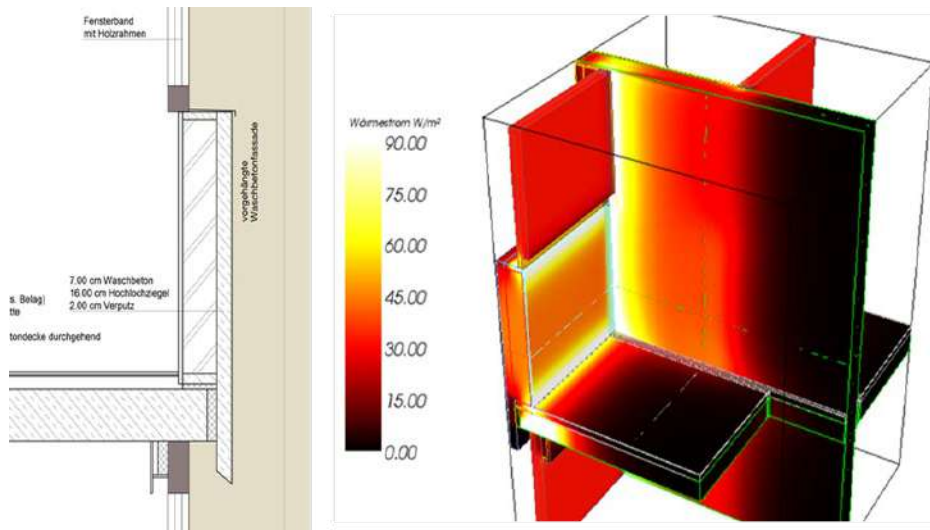 Fensterband
mit Holzrahmen
vorgehängte
Waschbetonfassade
7.00 cm Waschbeton
16.00 cm Hochlochziegel
2.00 cm Verputz
s. Belag)
tte
tondecke durchgehend
Wärmestrom W/m²
90.00
75.00
60.00
45.00
30.00
15.00
0.00